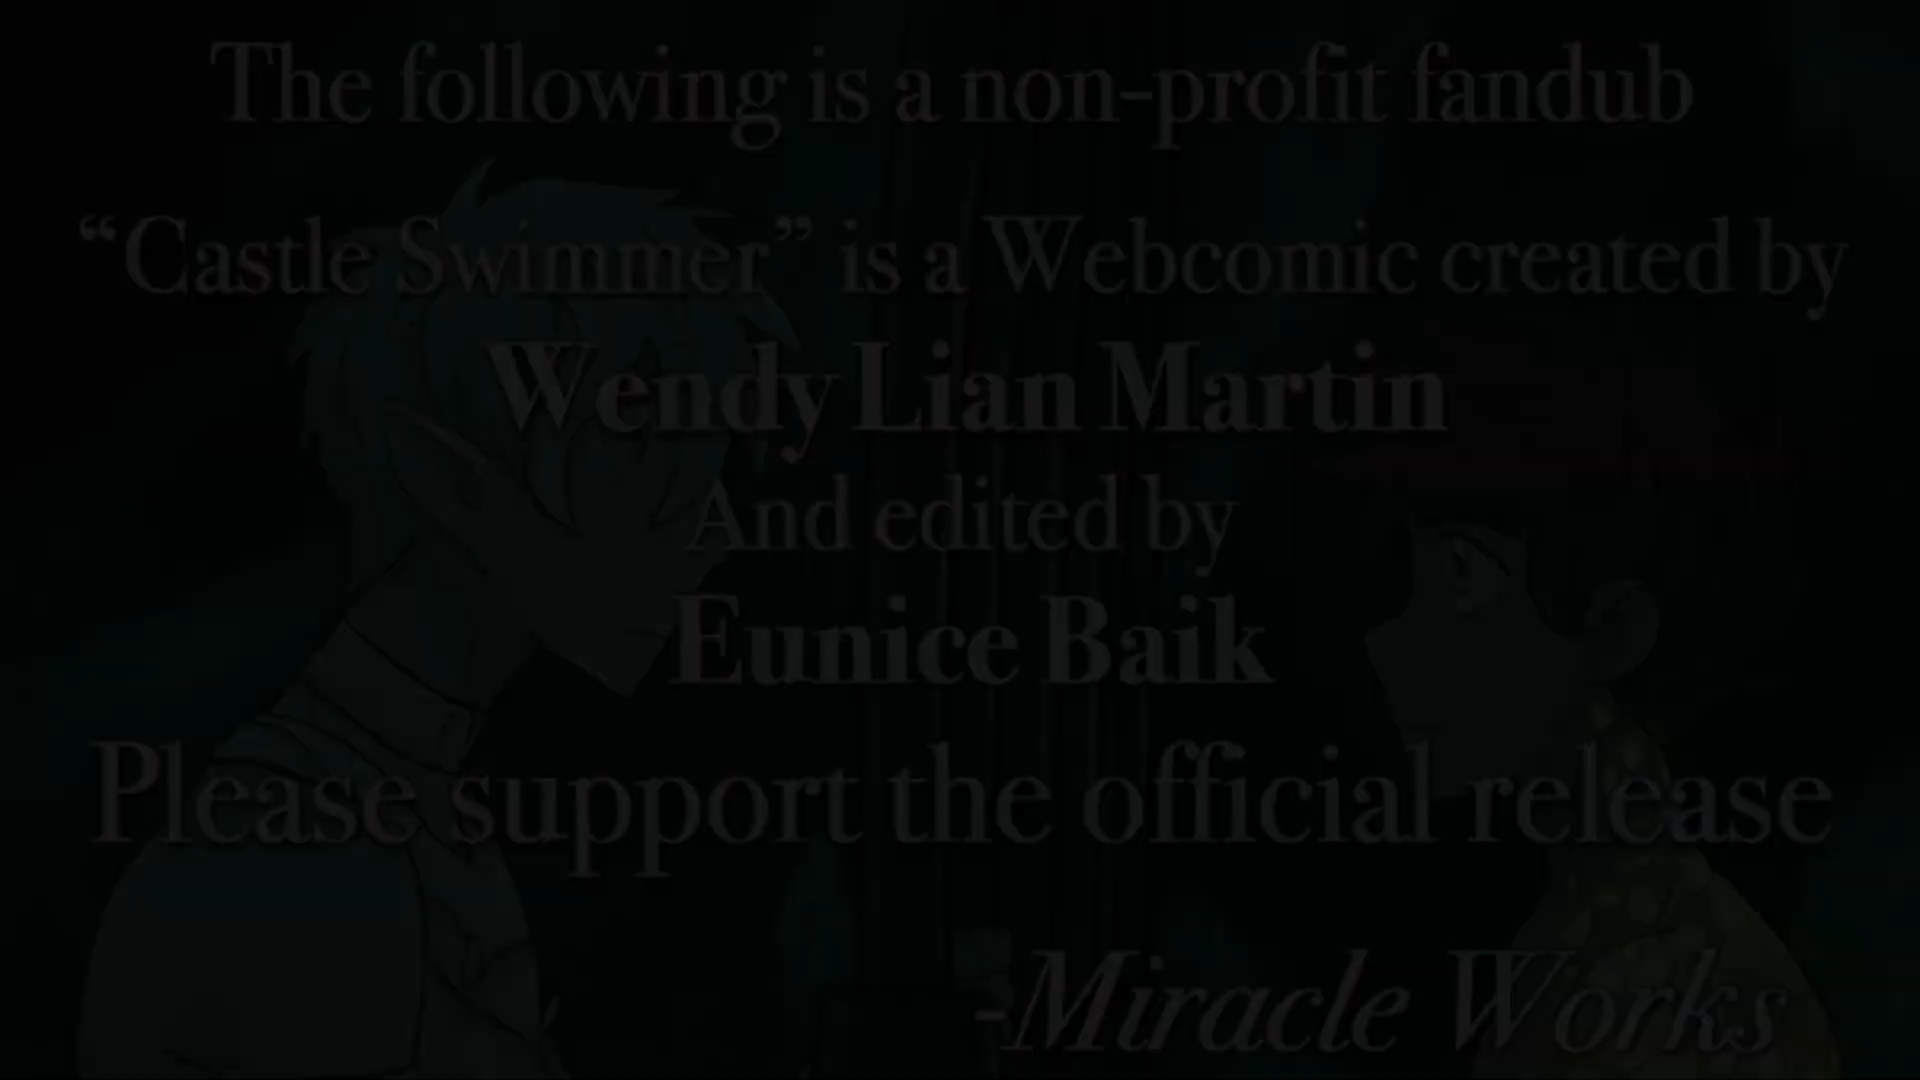 The following is a non-profit fandub
“Castle Swimmer” is a Webcomic created by
Wendy Lian Martin
And edited by
Eunice Baik
Please support the official release
-Miracle Works